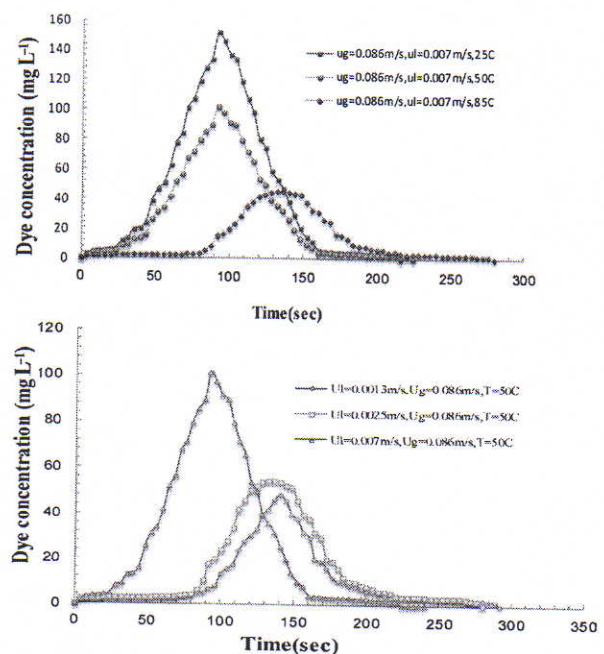 160
140
120
100
80
60
40
20
0
Dye concentration (mg L⁻¹)
ug=0.086m/s,ul=0.007m/s,25C
ug=0.086m/s,ul=0.007m/s,50C
ug=0.086m/s,ul=0.007m/s,85C
0 50 100 150 200 250 300
Time(sec)
120
100
80
60
40
20
0
Dye concentration (mg L⁻¹)
Ul=0.0013m/s,Ug=0.086m/s,T=50C
Ul=0.0025m/s,Ug=0.086m/s,T=50C
Ul=0.007m/s,Ug=0.086m/s,T=50C
0 50 100 150 200 250 300 350
Time(sec)